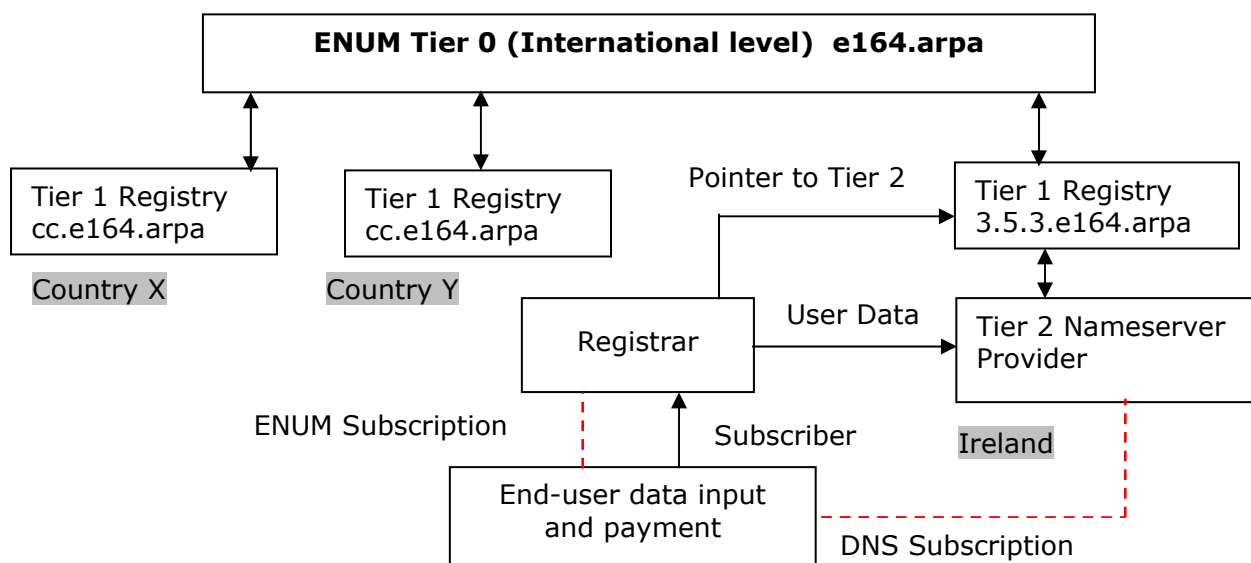 ENUM Tier 0 (International level) e164.arpa
Tier 1 Registry
cc.e164.arpa
Country X
Tier 1 Registry
cc.e164.arpa
Country Y
Pointer to Tier 2
Tier 1 Registry
3.5.3.e164.arpa
Registrar
User Data
Tier 2 Nameserver
Provider
ENUM Subscription
Subscriber
Ireland
End-user data input
and payment
DNS Subscription